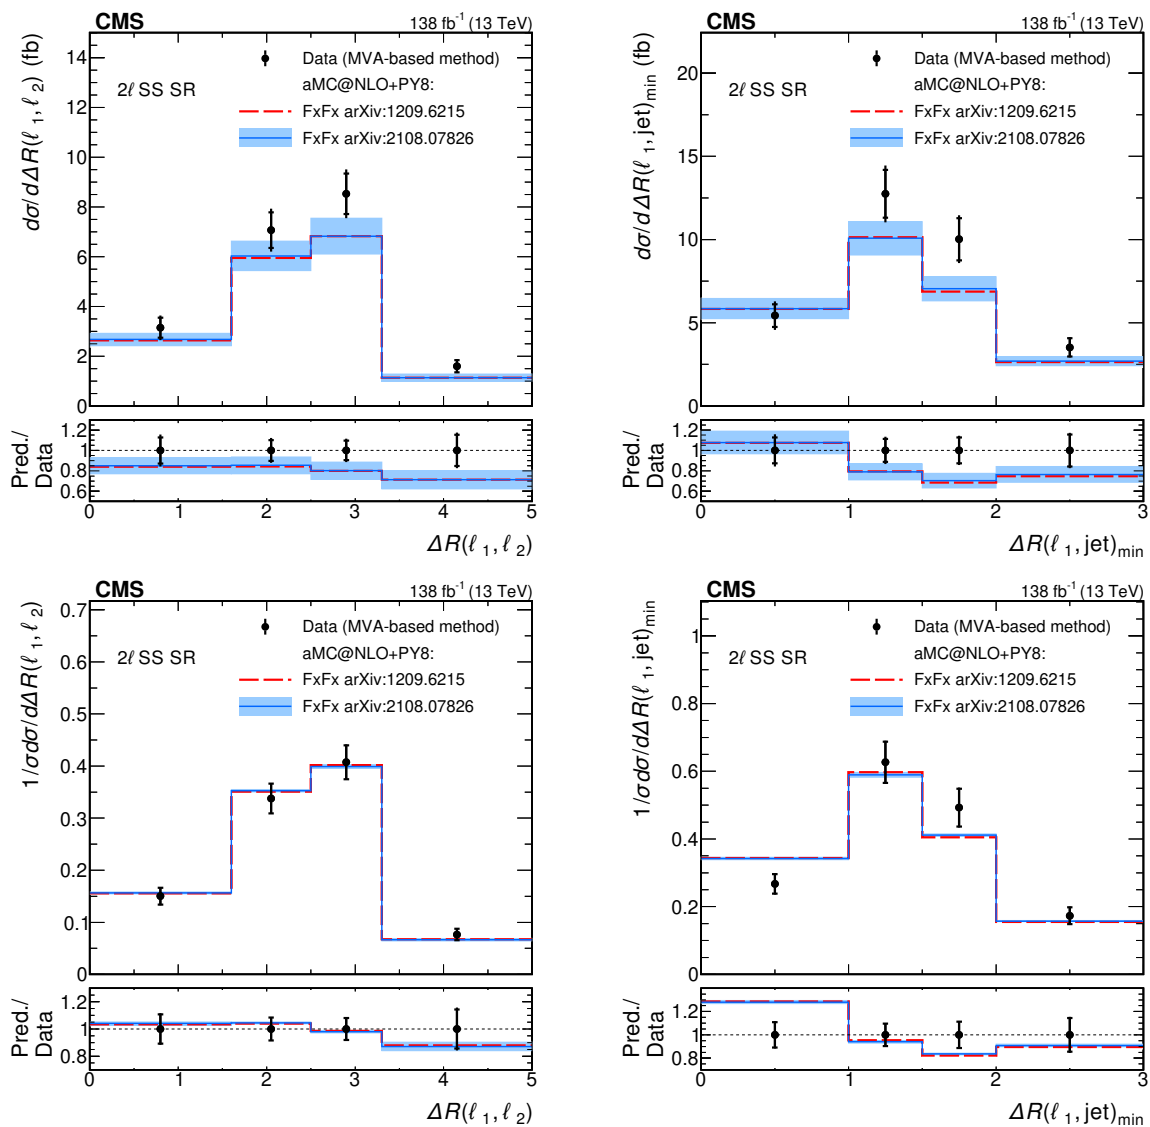 CMS 138 fb⁻¹ (13 TeV)
dσ/dΔR(ℓ₁, ℓ₂) (fb)
14
12
10
8
6
4
2
0
2ℓ SS SR
Data (MVA-based method)
aMC@NLO+PY8:
FxFx arXiv:1209.6215
FxFx arXiv:2108.07826
Pred./
Data
1.2
1
0.8
0.6
0 1 2 3 4 5
ΔR(ℓ₁, ℓ₂)
CMS 138 fb⁻¹ (13 TeV)
dσ/dΔR(ℓ₁, jet)min (fb)
20
15
10
5
0
2ℓ SS SR
Data (MVA-based method)
aMC@NLO+PY8:
FxFx arXiv:1209.6215
FxFx arXiv:2108.07826
Pred./
Data
1.2
1
0.8
0.6
0 1 2 3
ΔR(ℓ₁, jet)min
CMS 138 fb⁻¹ (13 TeV)
1/σdσ/dΔR(ℓ₁, ℓ₂)
0.7
0.6
0.5
0.4
0.3
0.2
0.1
0
2ℓ SS SR
Data (MVA-based method)
aMC@NLO+PY8:
FxFx arXiv:1209.6215
FxFx arXiv:2108.07826
Pred./
Data
1.2
1
0.8
0 1 2 3 4 5
ΔR(ℓ₁, ℓ₂)
CMS 138 fb⁻¹ (13 TeV)
1/σdσ/dΔR(ℓ₁, jet)min
1
0.8
0.6
0.4
0.2
0
2ℓ SS SR
Data (MVA-based method)
aMC@NLO+PY8:
FxFx arXiv:1209.6215
FxFx arXiv:2108.07826
Pred./
Data
1.2
1
0.8
0 1 2 3
ΔR(ℓ₁, jet)min